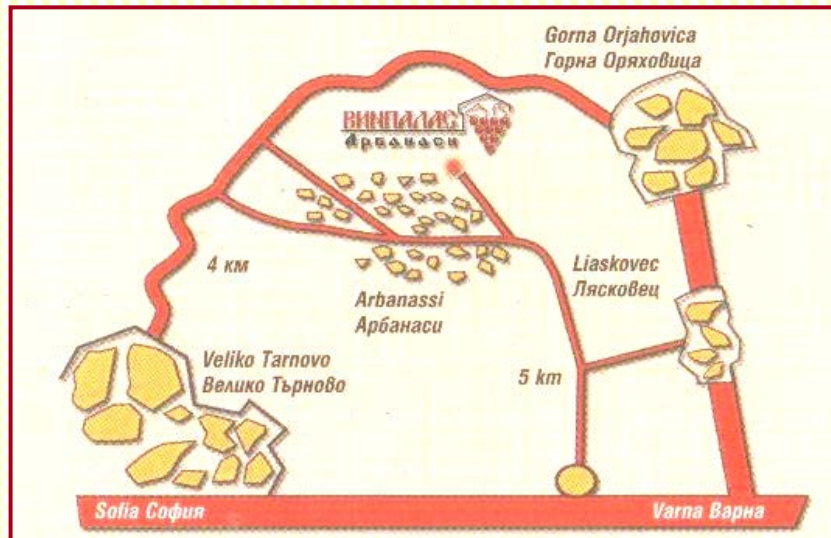 Gorna Orjahovica
Горна Оряховица
ВИНПАЛАС
Арбанаси
4 км
Liaskovec
Лясковец
Arbanassi
Арбанаси
Veliko Tarnovo
Велико Търново
5 km
Sofia София
Varna Варна